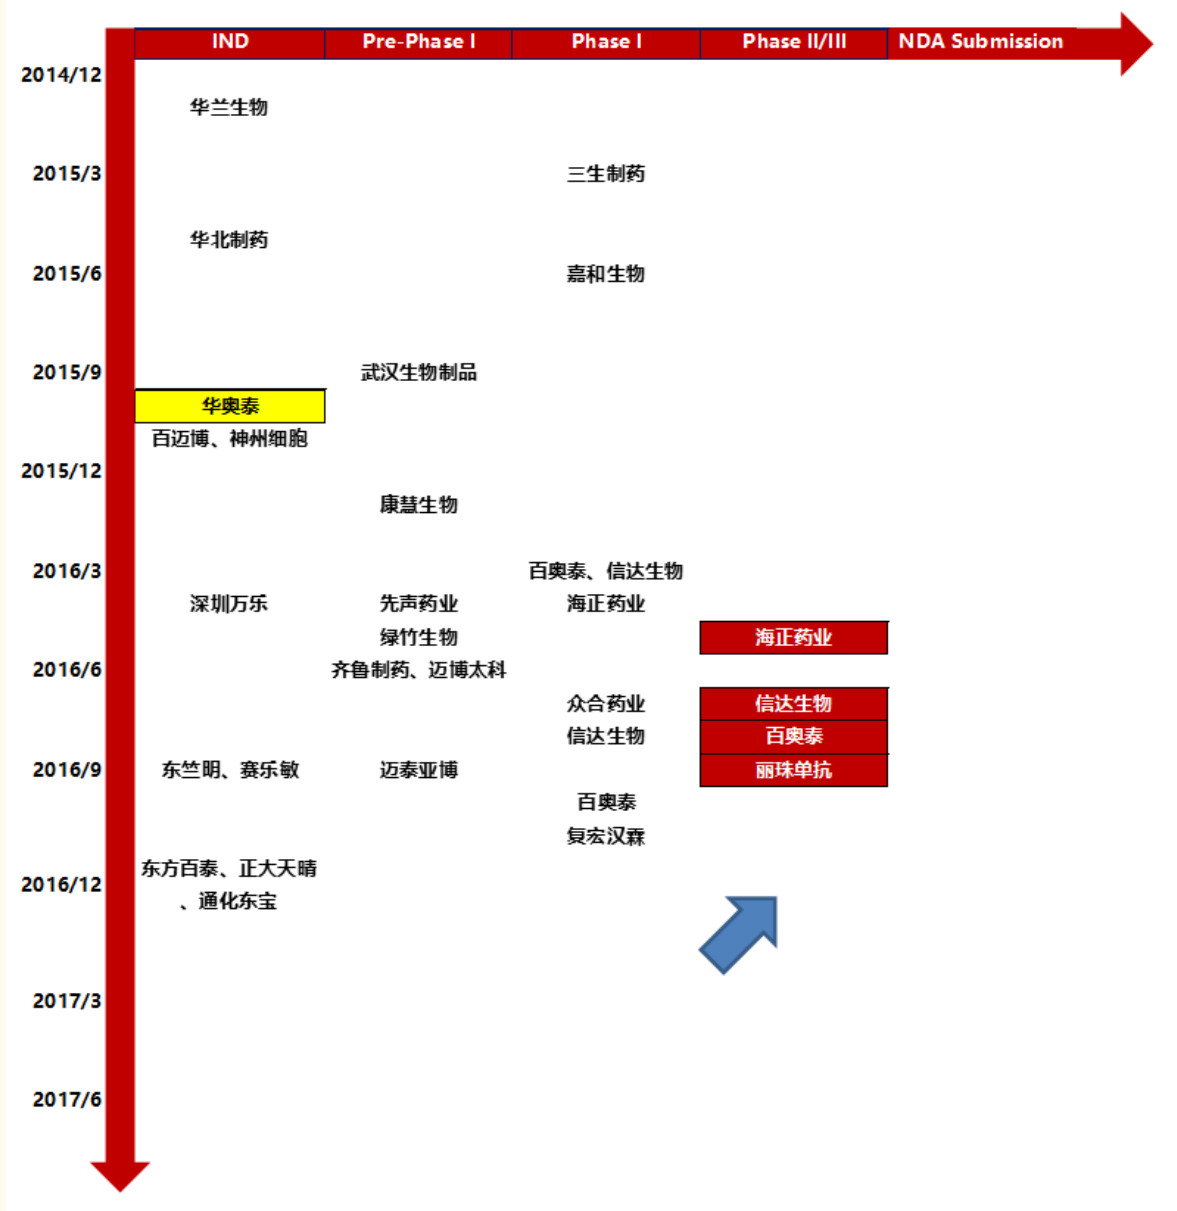 IND Pre-Phase I Phase I Phase II/III NDA Submission
2014/12
华兰生物
2015/3 三生制药
华北制药
2015/6 嘉和生物
2015/9 武汉生物制品
华奥泰
百迈博、神州细胞
2015/12
康慧生物
2016/3 百奥泰、信达生物
深圳万乐 先声药业 海正药业
绿竹生物 海正药业
2016/6 齐鲁制药、迈博太科
众合药业 信达生物
信达生物 百奥泰
2016/9 东竺明、赛乐敏 迈泰亚博 丽珠单抗
百奥泰
复宏汉霖
东方百泰、正大天晴
2016/12
、通化东宝
2017/3
2017/6